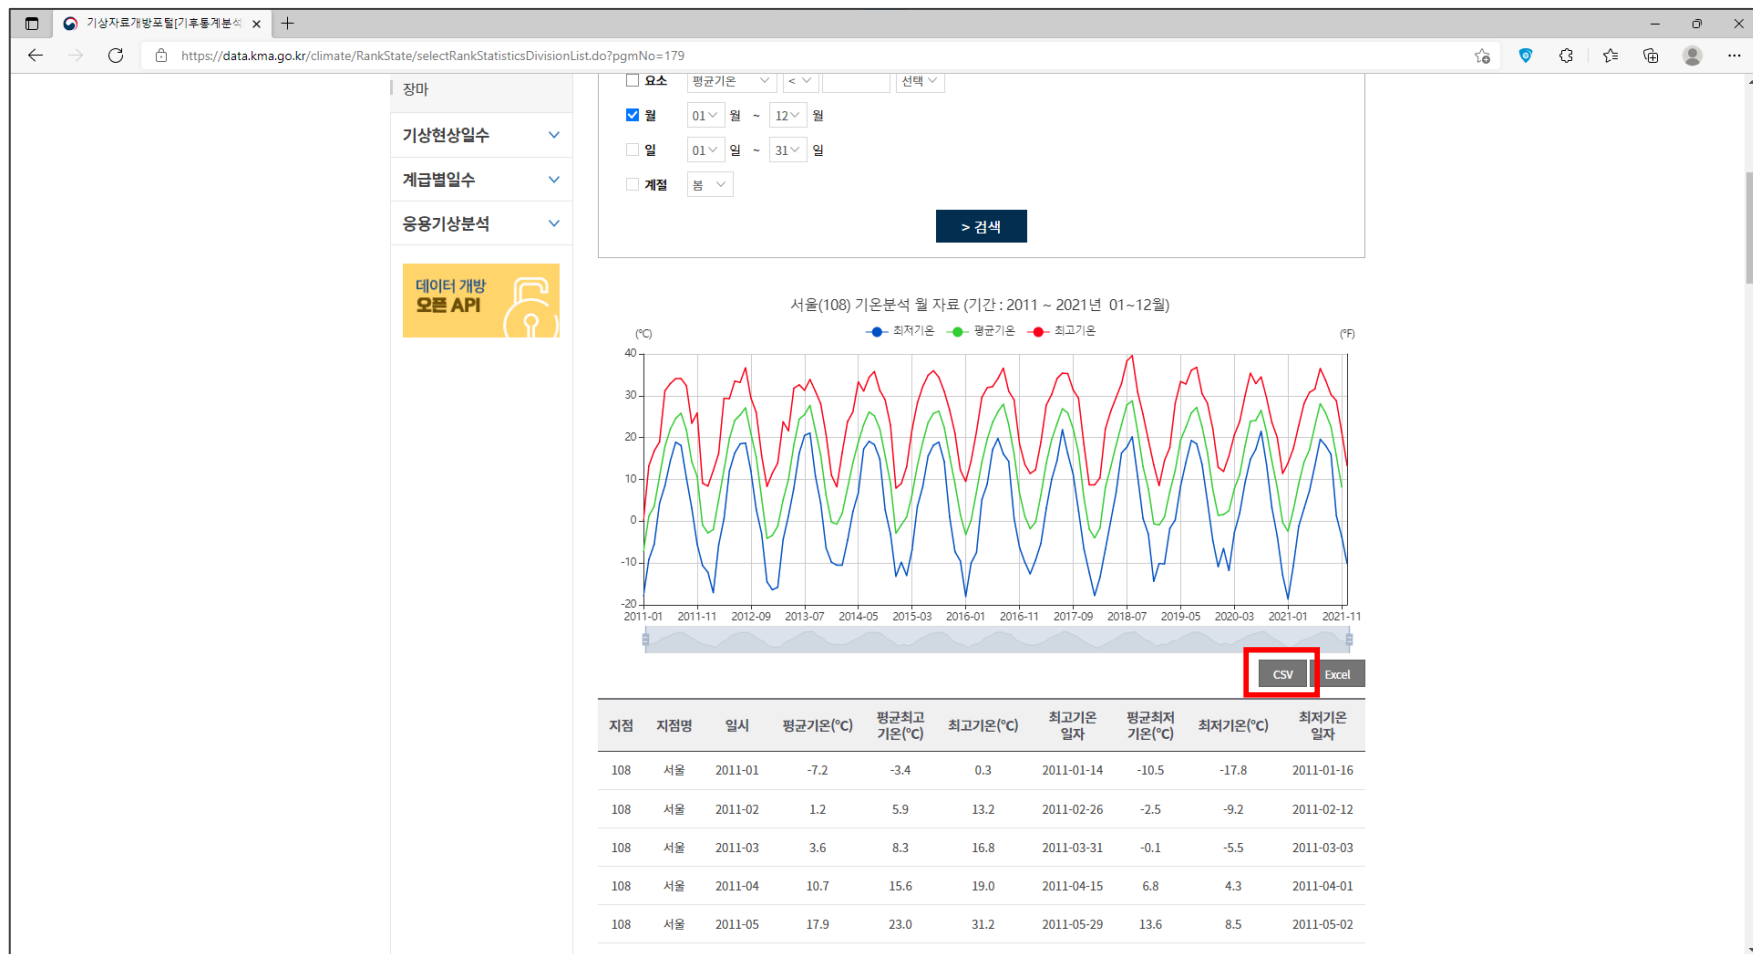 기상자료개방포털[기후통계분석
https://data.kma.go.kr/climate/RankState/selectRankStatisticsDivisionList.do?pgmNo=179
장마
기상현상일수
계급별일수
응용기상분석
데이터 개방
오픈 API
요소 평균기온 < 선택
월 01 월 ~ 12 월
일 01 일 ~ 31 일
계절 봄
> 검색
서울(108) 기온분석 월 자료 (기간 : 2011 ~ 2021년 01~12월)
(℃) 최저기온 평균기온 최고기온 (℉)
40
30
20
10
0
-10
-20
2011-01 2011-11 2012-09 2013-07 2014-05 2015-03 2016-01 2016-11 2017-09 2018-07 2019-05 2020-03 2021-01 2021-11
CSV Excel
지점 지점명 일시 평균기온(℃) 평균최고기온(℃) 최고기온(℃) 최고기온일자 평균최저기온(℃) 최저기온(℃) 최저기온일자
108 서울 2011-01 -7.2 -3.4 0.3 2011-01-14 -10.5 -17.8 2011-01-16
108 서울 2011-02 1.2 5.9 13.2 2011-02-26 -2.5 -9.2 2011-02-12
108 서울 2011-03 3.6 8.3 16.8 2011-03-31 -0.1 -5.5 2011-03-03
108 서울 2011-04 10.7 15.6 19.0 2011-04-15 6.8 4.3 2011-04-01
108 서울 2011-05 17.9 23.0 31.2 2011-05-29 13.6 8.5 2011-05-02